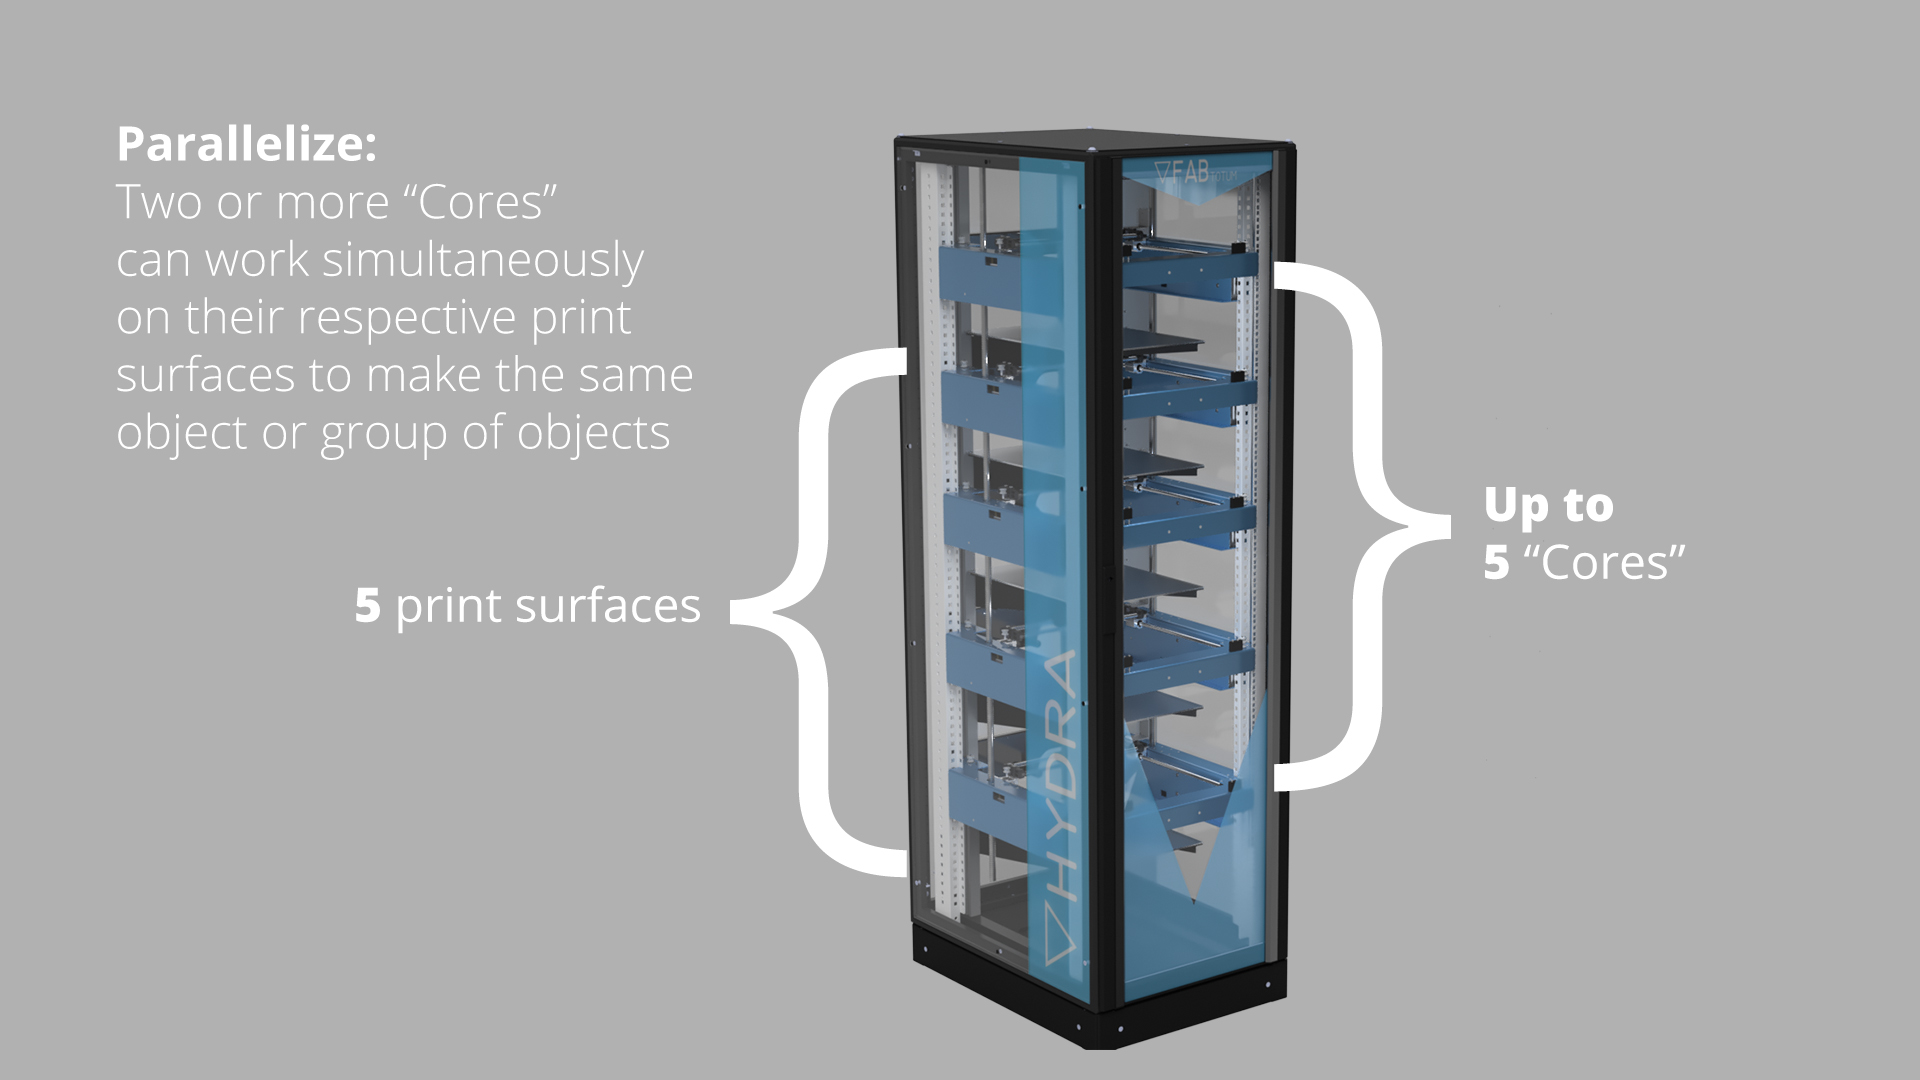 Parallelize:
Two or more “Cores”
can work simultaneously
on their respective print
surfaces to make the same
object or group of objects
5 print surfaces
FAB TOTUM
HYDRA
Up to
5 “Cores”